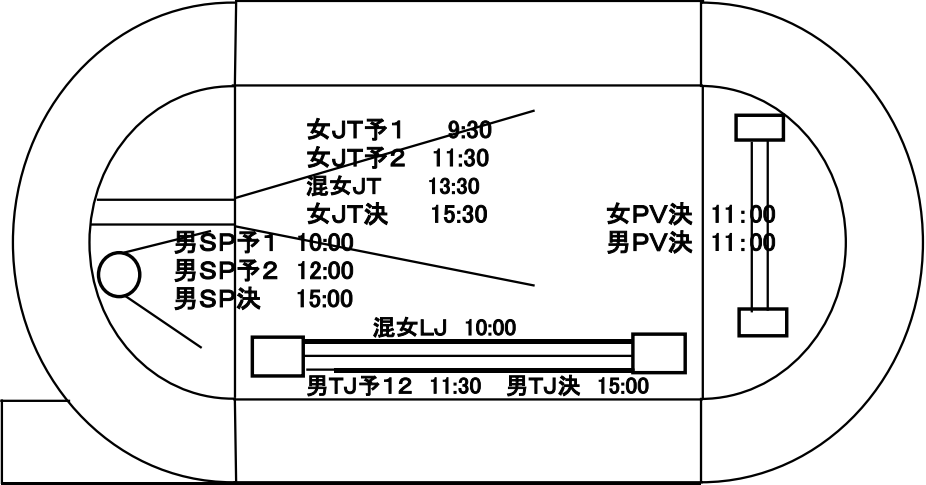 女JT予1 9:30
女JT予2 11:30
混女JT 13:30
女JT決 15:30
女PV決 11:00
男PV決 11:00
男SP予1 10:00
男SP予2 12:00
男SP決 15:00
混女LJ 10:00
男TJ予12 11:30 男TJ決 15:00